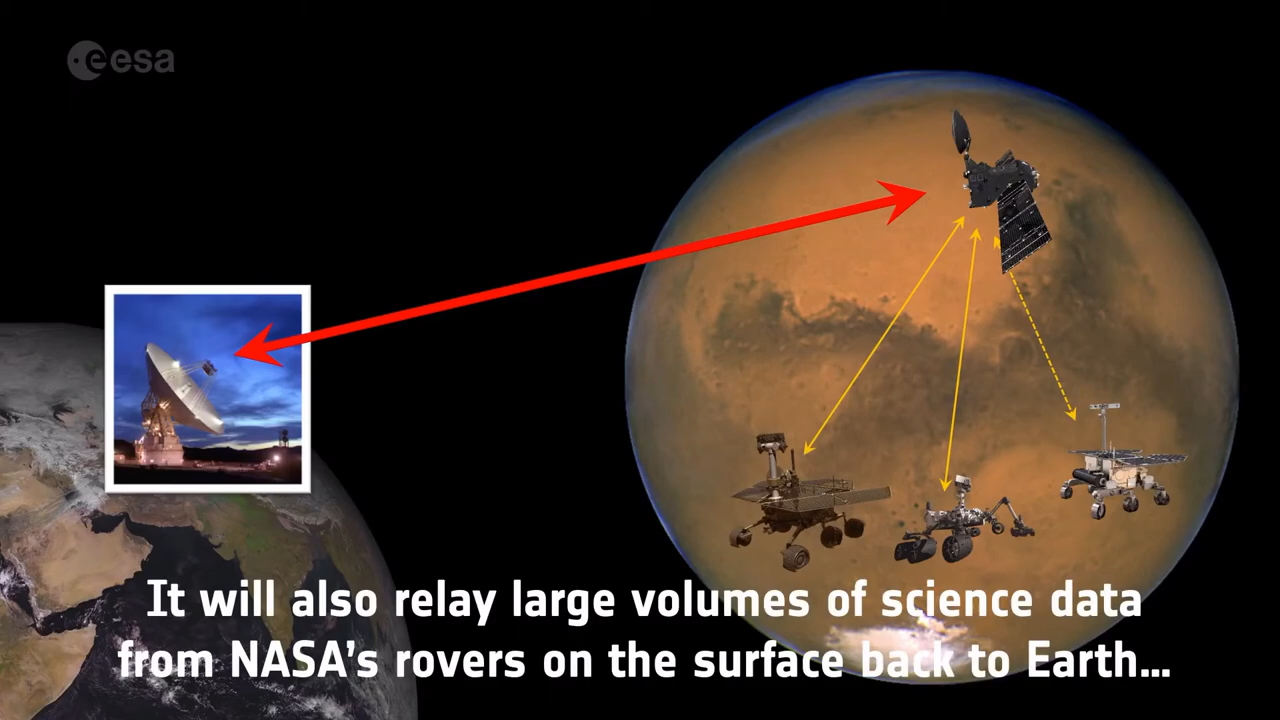 esa
It will also relay large volumes of science data
from NASA's rovers on the surface back to Earth...